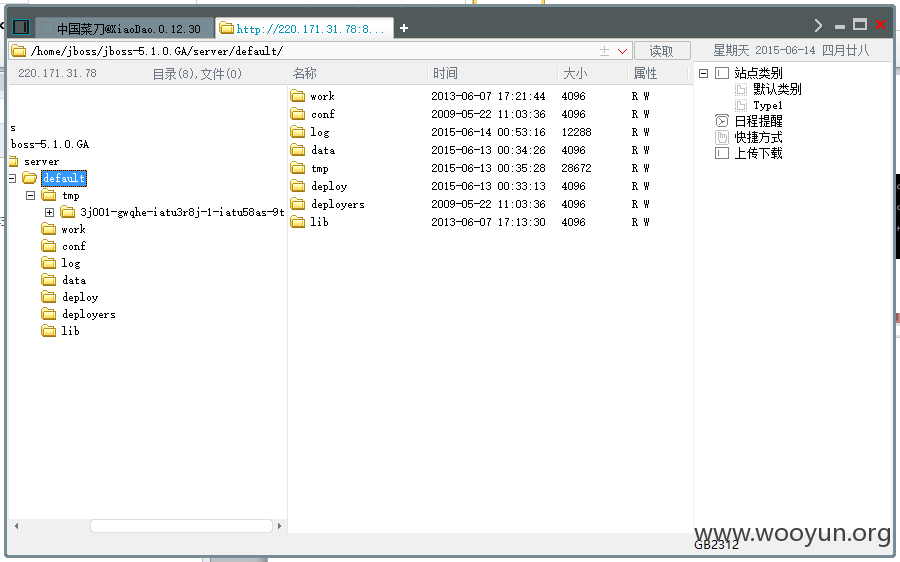 中国菜刀@XiaoDao.0.12.30 http://220.171.31.78:8... +
/home/jboss/jboss-5.1.0.GA/server/default/ 读取 星期天 2015-06-14 四月廿八
220.171.31.78 目录(8),文件(0) 名称 时间 大小 属性
s
boss-5.1.0.GA
server
default
tmp
3j001-gwqhe-iatu3r8j-1-iatu58as-9t
work
conf
log
data
deploy
deployers
lib
work 2013-06-07 17:21:44 4096 R W
conf 2009-05-22 11:03:36 4096 R W
log 2015-06-14 00:53:16 12288 R W
data 2015-06-13 00:34:26 4096 R W
tmp 2015-06-13 00:35:28 28672 R W
deploy 2015-06-13 00:33:13 4096 R W
deployers 2009-05-22 11:03:36 4096 R W
lib 2013-06-07 17:13:30 4096 R W
站点类别
默认类别
Type1
日程提醒
快捷方式
上传下载
www.wooyun.org
GB2312